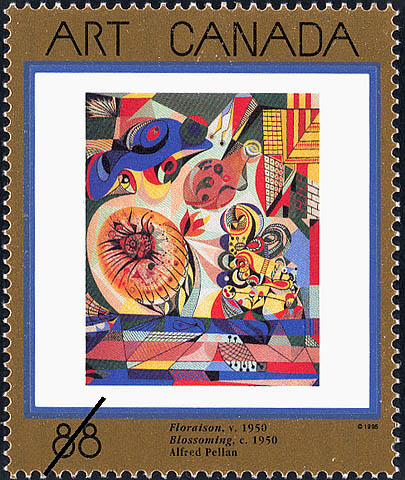 ART CANADA
88
Floraison, v. 1950
Blossoming, c. 1950
Alfred Pellan
© 1995